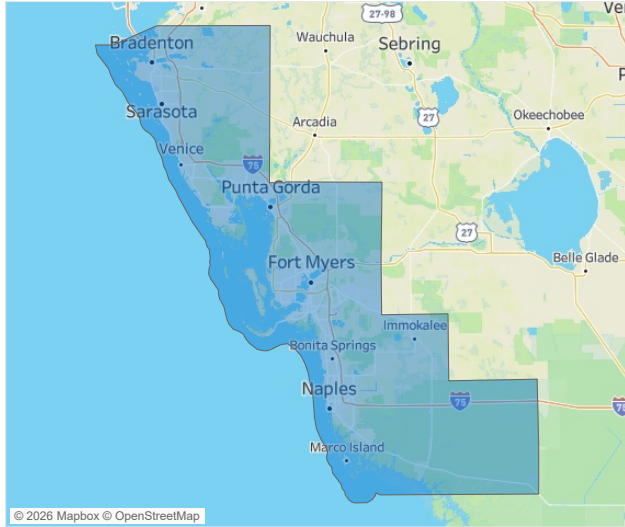 27-98
Ve
Wauchula
Bradenton
Sebring
P
Sarasota
27
Okeechobee
Arcadia
Venice
75
Punta Gorda
27
Fort Myers
Belle Glade
Immokalee
Bonita Springs
Naples
75
75
Marco Island
© 2026 Mapbox © OpenStreetMap